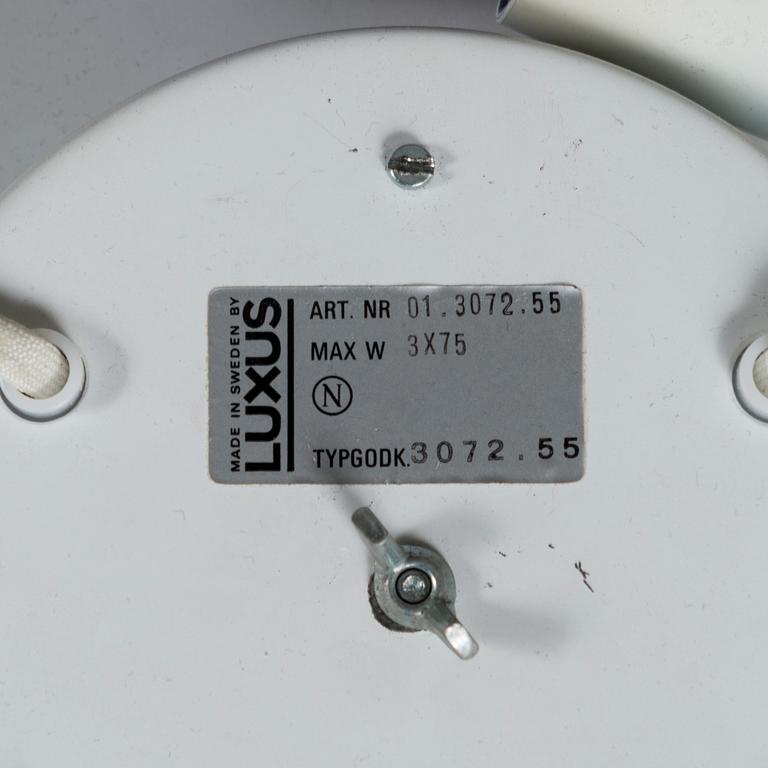 MADE IN SWEDEN BY
LUXUS
ART. NR 01.3072.55
MAX W 3X75
N
TYPGODK. 3072.55